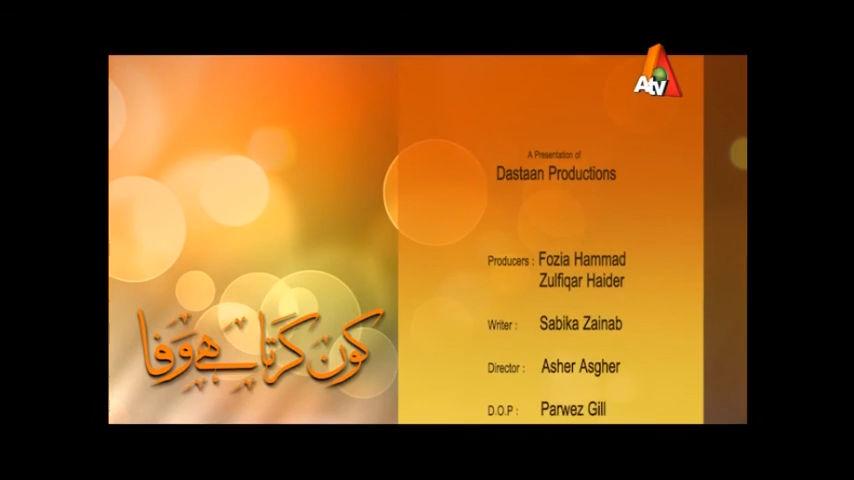 Atv
A Presentation of
Dastaan Productions
Producers : Fozia Hammad
Zulfiqar Haider
Writer : Sabika Zainab
Director : Asher Asgher
D.O.P : Parwez Gill
کون کرتا ہے وفا